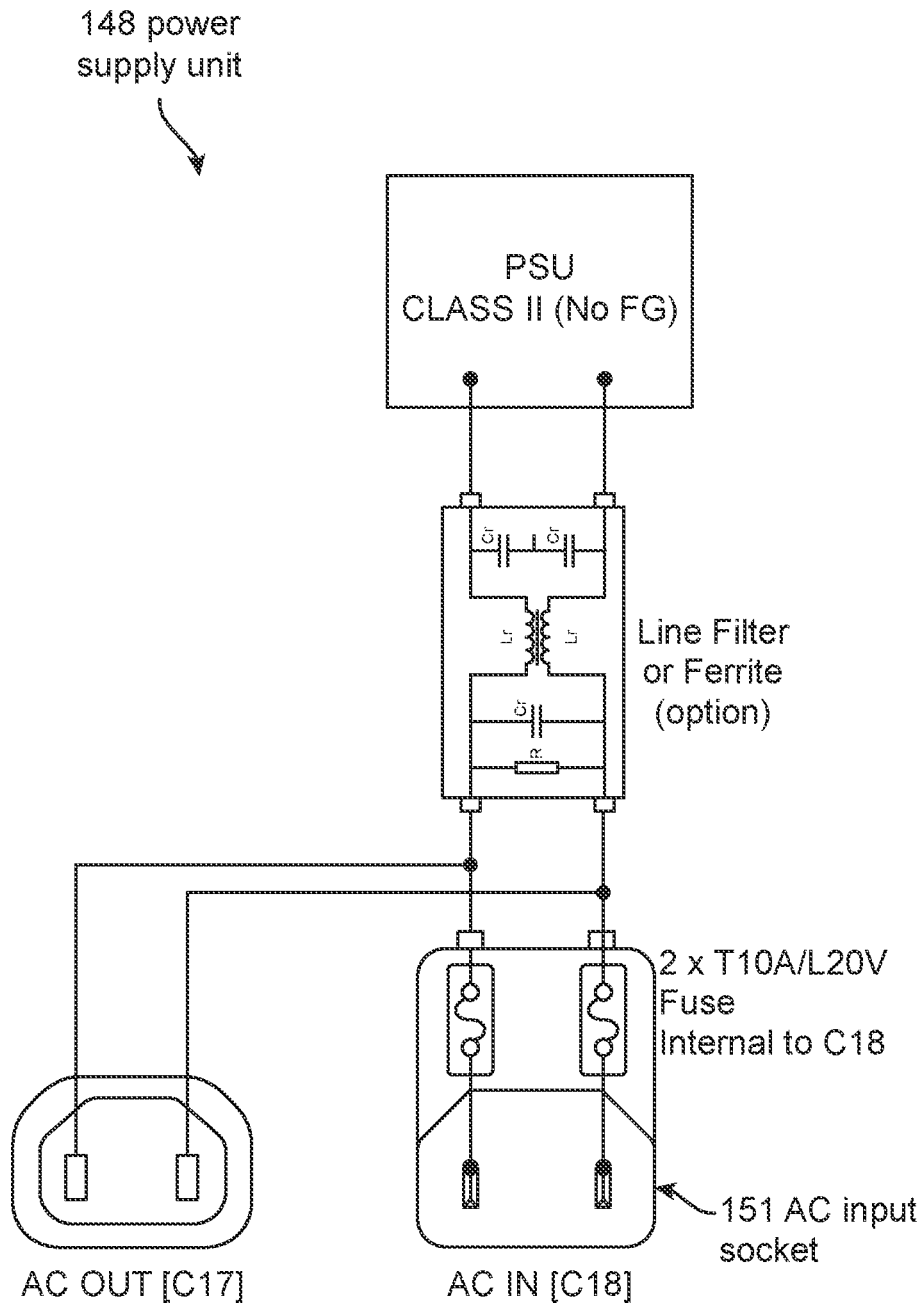 148 power
supply unit
PSU
CLASS II (No FG)
Cr Cr
Lr Lr
Line Filter
or Ferrite
(option)
Cr
R
2 x T10A/L20V
Fuse
Internal to C18
151 AC input
socket
AC OUT [C17]
AC IN [C18]